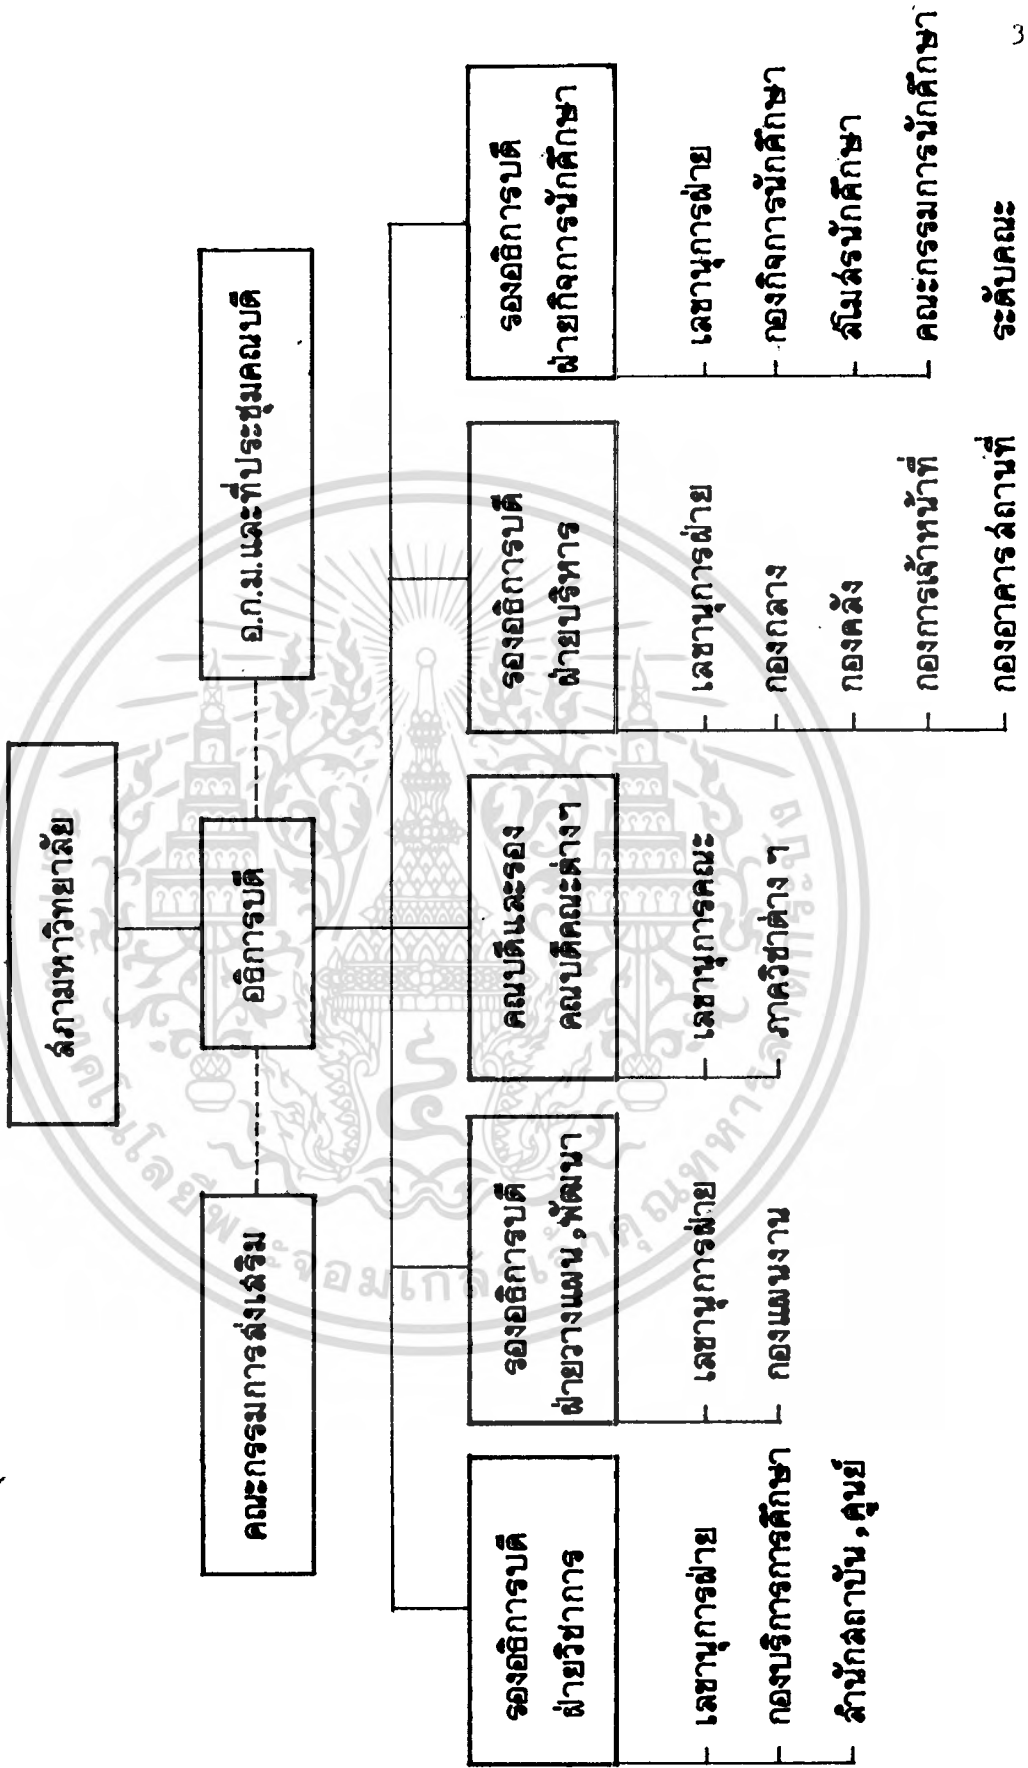 สภามหาวิทยาลัย
คณะกรรมการส่งเสริม
อธิการบดี
อ.ก.ม.และที่ประชุมคณบดี
รองอธิการบดี
ฝ่ายวิชาการ
เลขานุการฝ่าย
กองบริการการศึกษา
สำนักสถาบัน,ศูนย์
รองอธิการบดี
ฝ่ายวางแผน,พัฒนา
เลขานุการฝ่าย
กองแผนงาน
คณบดีและรอง
คณบดีคณะต่างๆ
เลขานุการคณะ
ภาควิชาต่าง ๆ
รองอธิการบดี
ฝ่ายบริหาร
เลขานุการฝ่าย
กองกลาง
กองคลัง
กองการเจ้าหน้าที่
กองอาคารสถานที่
รองอธิการบดี
ฝ่ายกิจการนักศึกษา
เลขานุการฝ่าย
กองกิจการนักศึกษา
สโมสรนักศึกษา
คณะกรรมการนักศึกษา
ระดับคณะ
3